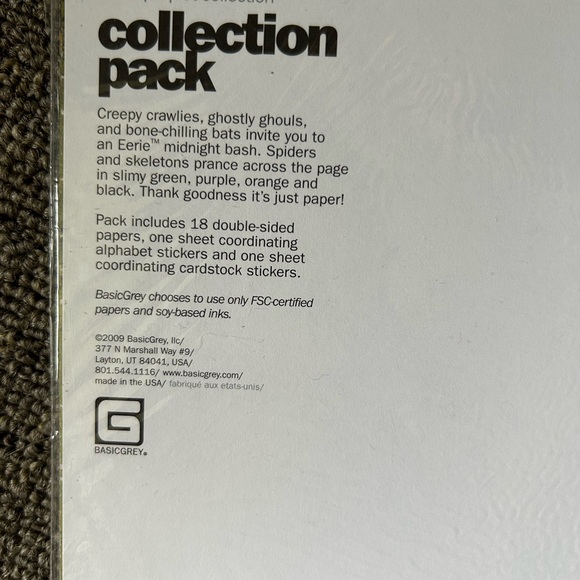 collection
collection
pack
Creepy crawlies, ghostly ghouls,
and bone-chilling bats invite you to
an Eerie™ midnight bash. Spiders
and skeletons prance across the page
in slimy green, purple, orange and
black. Thank goodness it's just paper!
Pack includes 18 double-sided
papers, one sheet coordinating
alphabet stickers and one sheet
coordinating cardstock stickers.
BasicGrey chooses to use only FSC-certified
papers and soy-based inks.
©2009 BasicGrey, llc/
377 N Marshall Way #9/
Layton, UT 84041, USA/
801.544.1116/ www.basicgrey.com/
made in the USA/ fabriqué aux etats-unis/
G
BASICGREY®